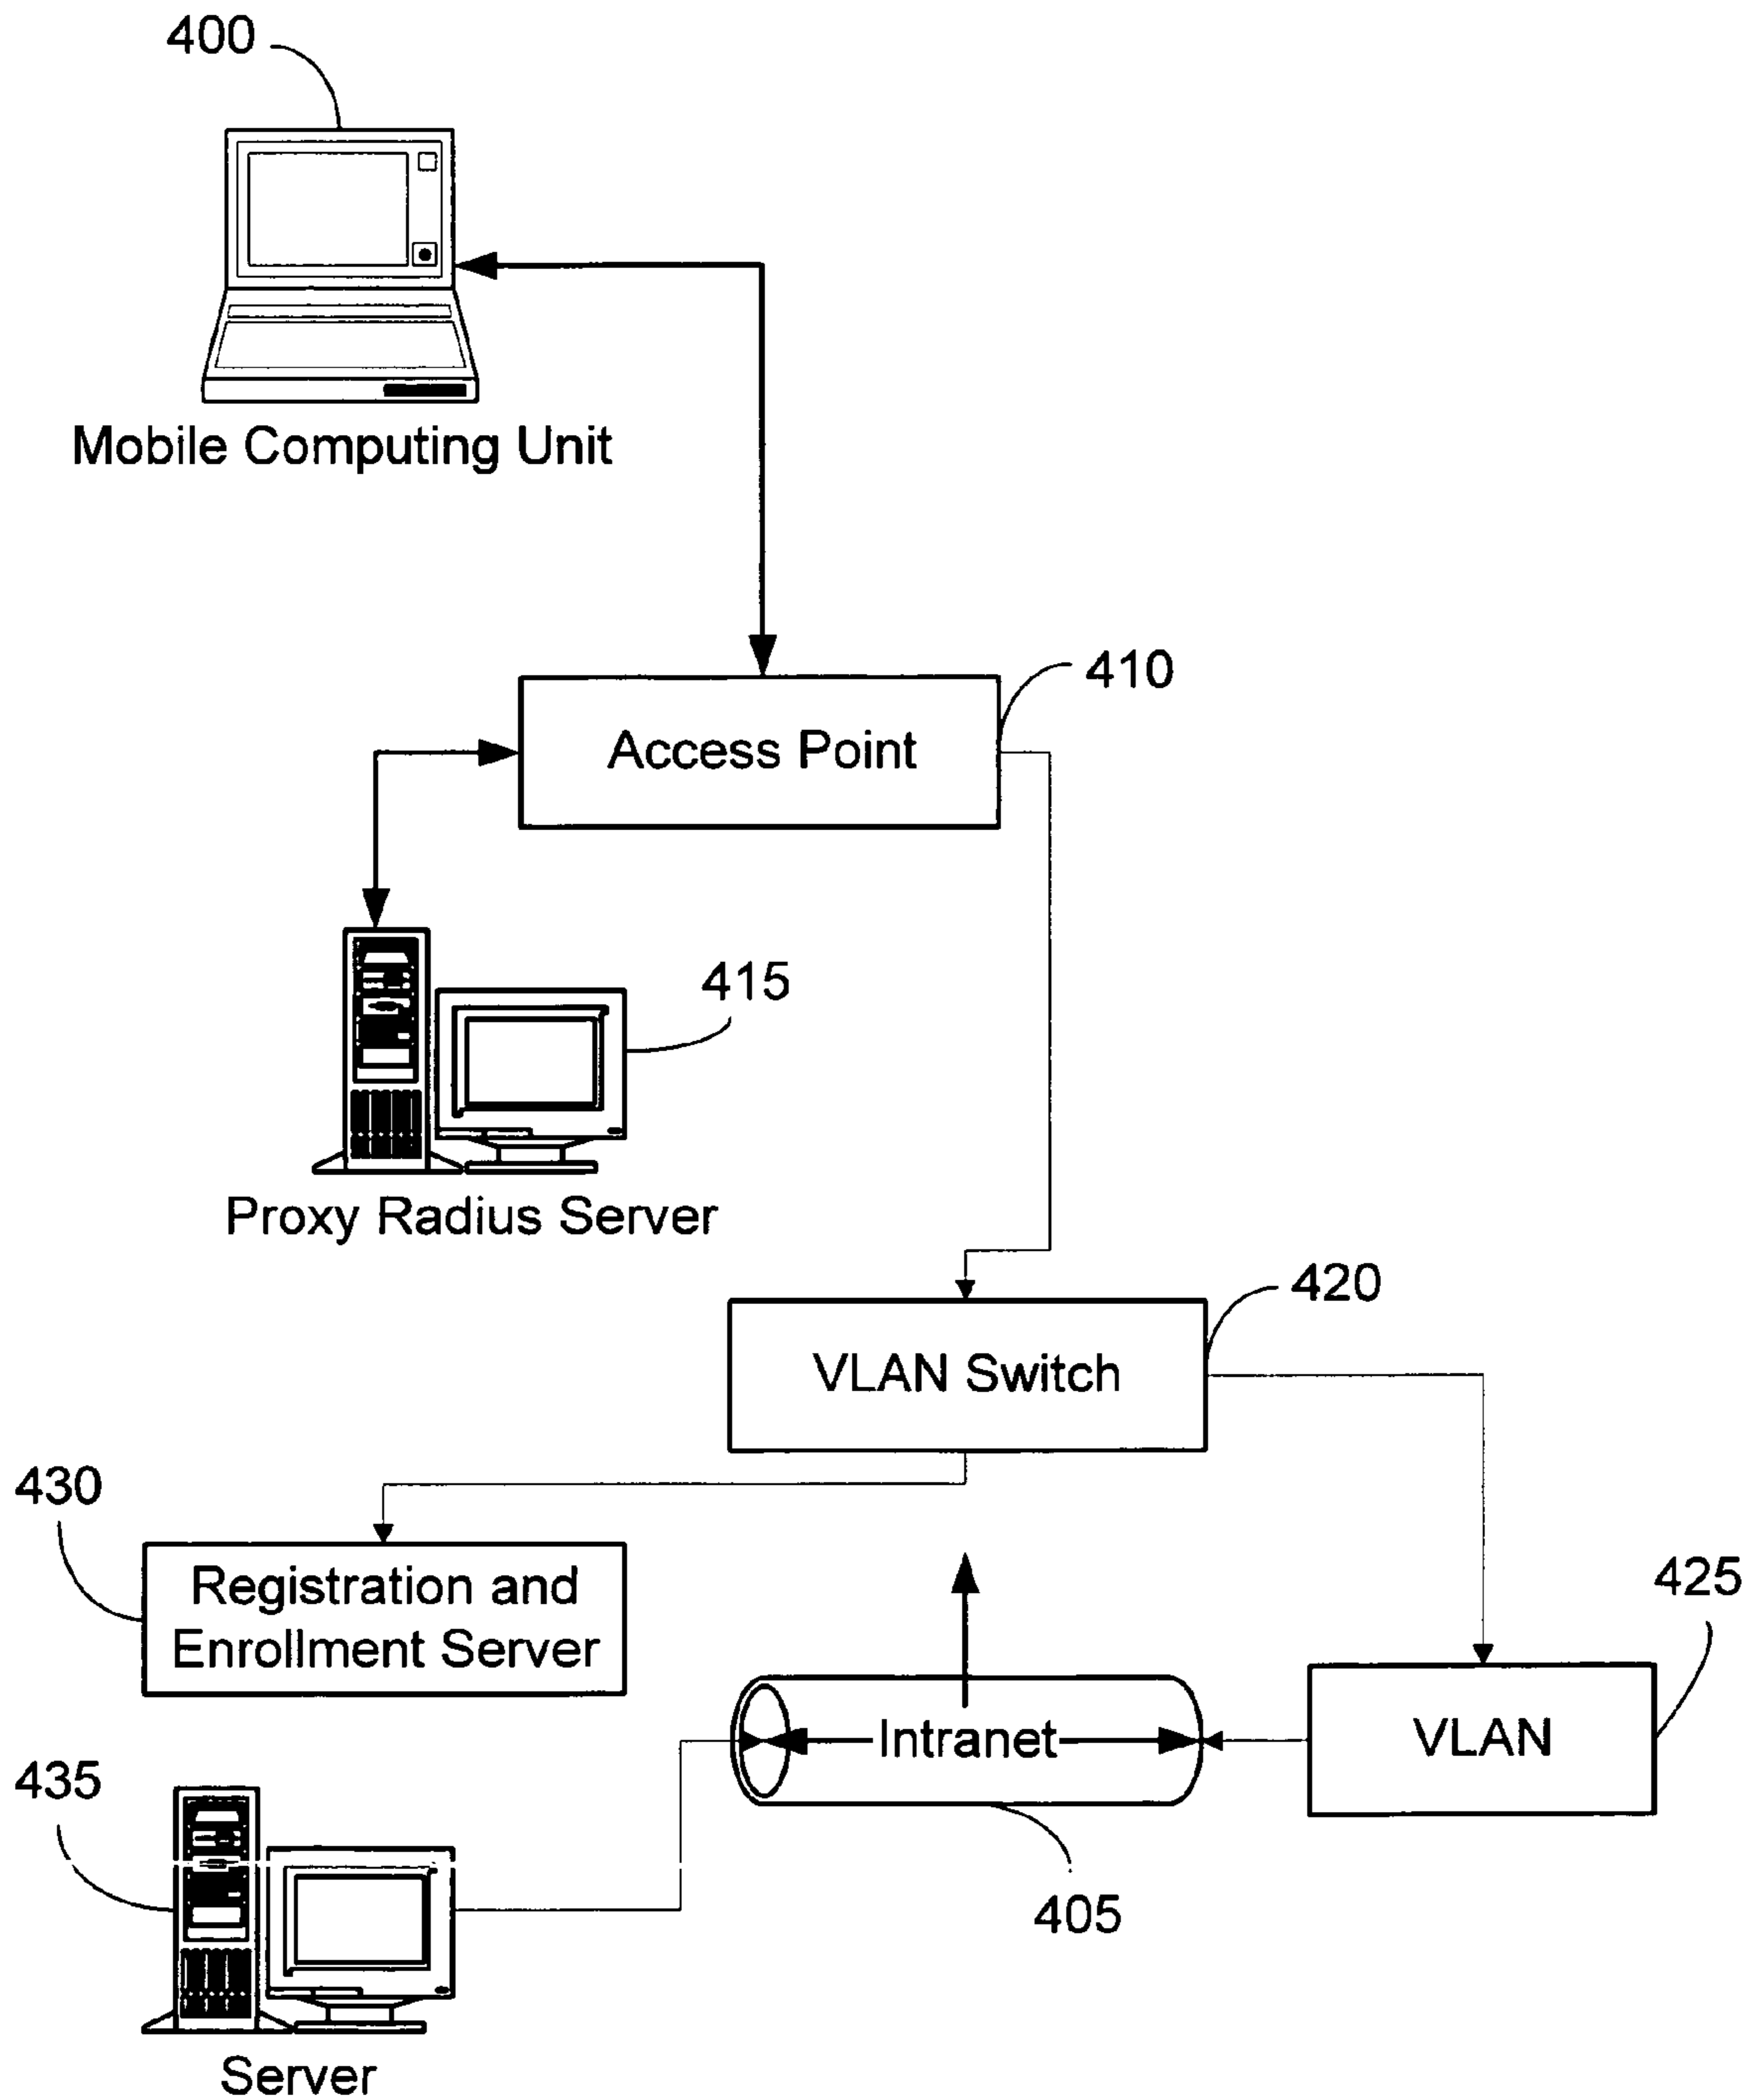 400
Mobile Computing Unit
410
Access Point
415
Proxy Radius Server
420
VLAN Switch
430
Registration and
Enrollment Server
425
Intranet
VLAN
435
405
Server